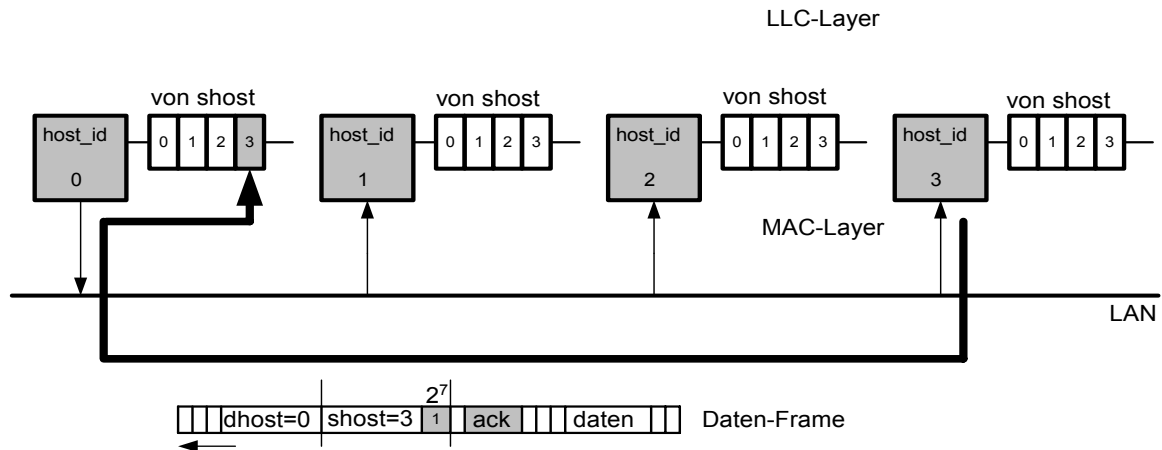 LLC-Layer
von shost von shost von shost von shost
host_id 0 1 2 3 host_id 0 1 2 3 host_id 0 1 2 3 host_id 0 1 2 3
0 1 2 3
MAC-Layer
LAN
2⁷
dhost=0 shost=3 1 ack daten Daten-Frame